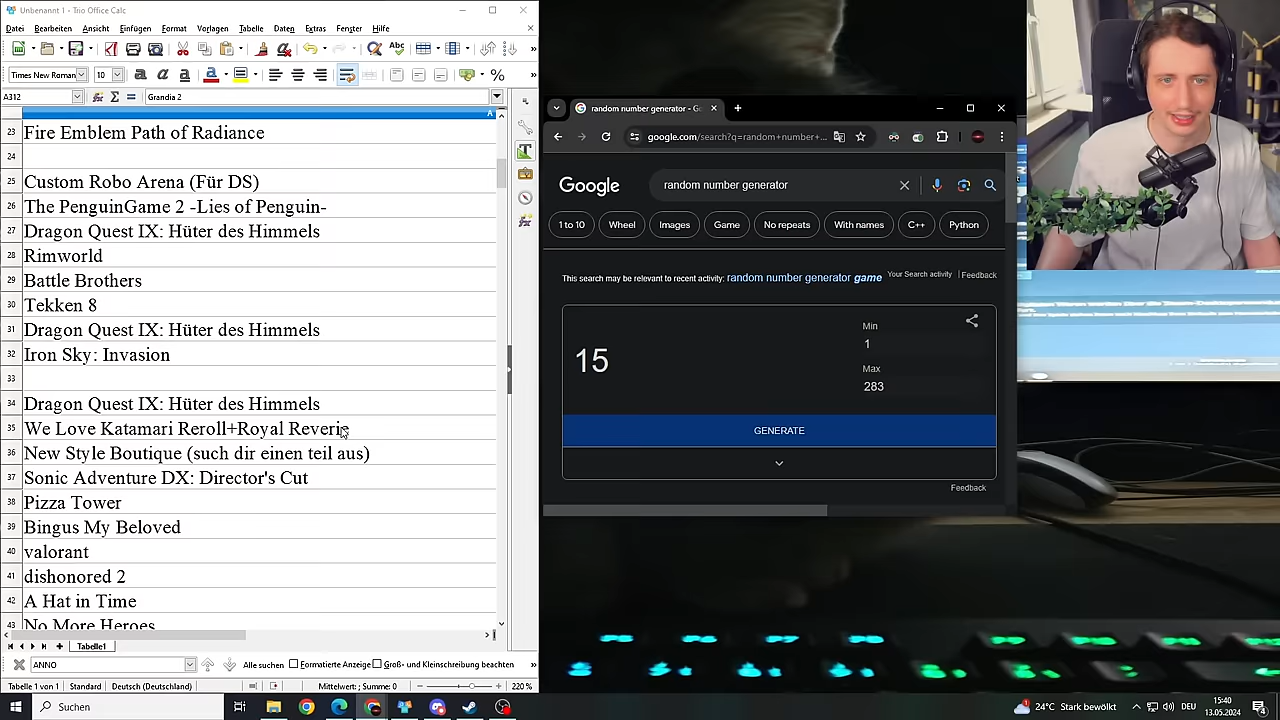 Unbenannt 1 - Trio Office Calc
Datei Bearbeiten Ansicht Einfügen Format Vorlagen Tabelle Daten Extras Fenster Hilfe
Times New Roman 10
A312 Grandia 2
A
23 Fire Emblem Path of Radiance
24
25 Custom Robo Arena (Für DS)
26 The PenguinGame 2 -Lies of Penguin-
27 Dragon Quest IX: Hüter des Himmels
28 Rimworld
29 Battle Brothers
30 Tekken 8
31 Dragon Quest IX: Hüter des Himmels
32 Iron Sky: Invasion
33
34 Dragon Quest IX: Hüter des Himmels
35 We Love Katamari Reroll+Royal Reverie
36 New Style Boutique (such dir einen teil aus)
37 Sonic Adventure DX: Director's Cut
38 Pizza Tower
39 Bingus My Beloved
40 valorant
41 dishonored 2
42 A Hat in Time
43 No More Heroes
Tabelle1
ANNO Alle suchen Formatierte Anzeige Groß- und Kleinschreibung beachten
Tabelle 1 von 1 Standard Deutsch (Deutschland) Mittelwert: ; Summe: 0 220 %
random number generator - Go
google.com/search?q=random+number+...
Google random number generator
1 to 10 Wheel Images Game No repeats With names C++ Python
This search may be relevant to recent activity: random number generator game Your Search activity Feedback
15
Min
1
Max
283
GENERATE
Feedback
Suchen
24°C Stark bewölkt DEU 15:40
13.05.2024